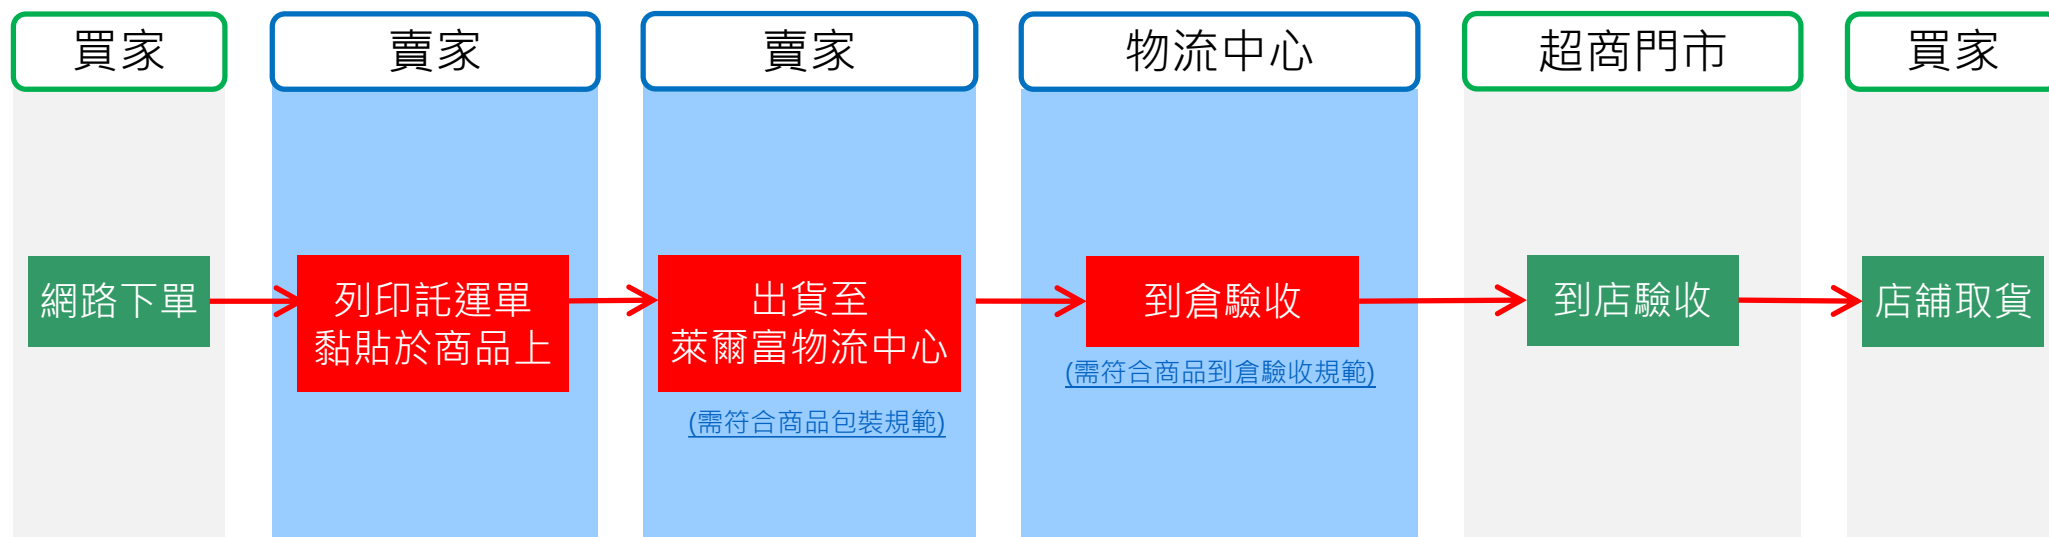 買家
賣家
賣家
物流中心
超商門市
買家
網路下單
列印託運單
黏貼於商品上
出貨至
萊爾富物流中心
(需符合商品包裝規範)
到倉驗收
(需符合商品到倉驗收規範)
到店驗收
店舖取貨